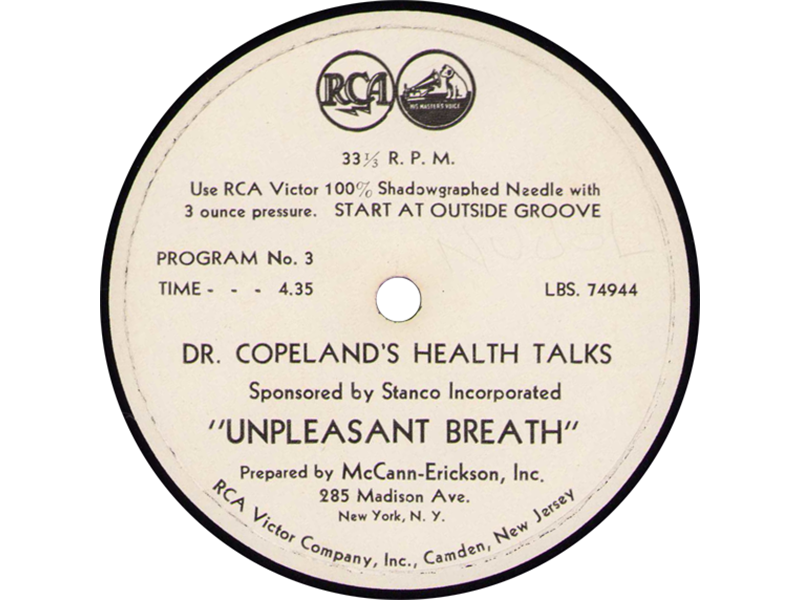 RCA
HIS MASTER'S VOICE
33 1/3 R. P. M.
Use RCA Victor 100% Shadowgraphed Needle with
3 ounce pressure. START AT OUTSIDE GROOVE
PROGRAM No. 3
TIME - - - 4.35
LBS. 74944
DR. COPELAND'S HEALTH TALKS
Sponsored by Stanco Incorporated
"UNPLEASANT BREATH"
Prepared by McCann-Erickson, Inc.
285 Madison Ave.
New York, N. Y.
RCA Victor Company, Inc., Camden, New Jersey